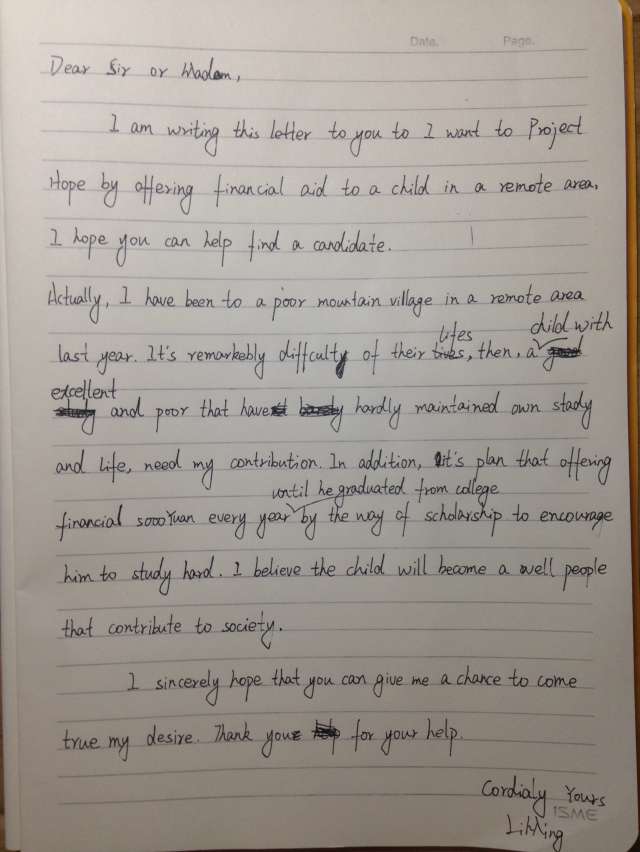 Date. Page.
Dear Sir or Madam,
I am writing this letter to you to I want to Project
Hope by offering financial aid to a child in a remote area.
I hope you can help find a candidate.
Actually, I have been to a poor mountain village in a remote area
lifes child with
last year. It's remarkebly difficulty of their lives, then, a good
excellent
study and poor that have hardly maintained own stady
and life, need my contribution. In addition, it's plan that offering
until he graduated from college
financial 5000Yuan every year by the way of scholarship to encourage
him to study hard. I believe the child will become a well people
that contribute to society.
I sincerely hope that you can give me a chance to come
true my desire. Thank you help for your help.
Cordialy Yours
ISME
LiMing